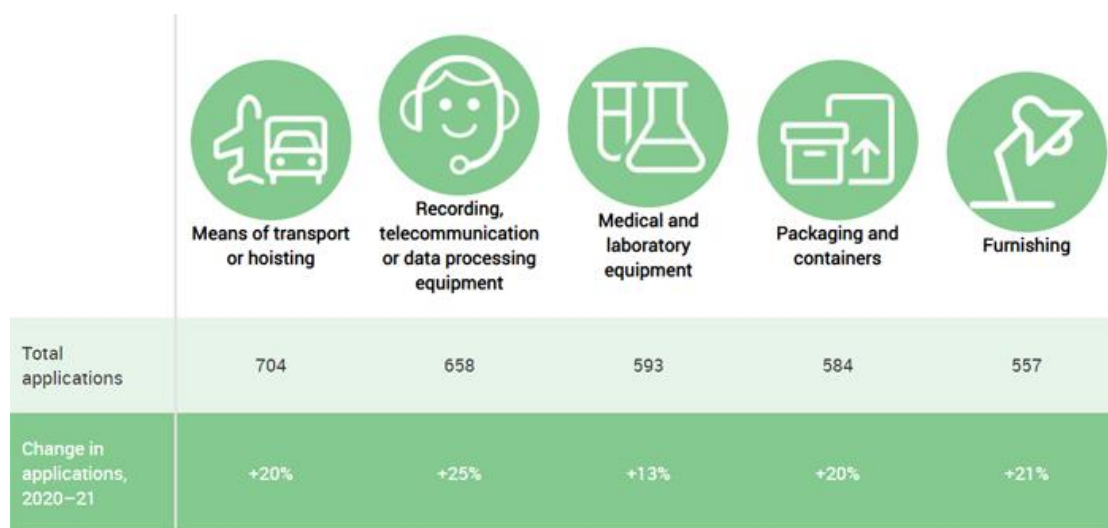 Means of transport
or hoisting
Recording,
telecommunication
or data processing
equipment
Medical and
laboratory
equipment
Packaging and
containers
Furnishing
Total
applications
704
658
593
584
557
Change in
applications,
2020–21
+20%
+25%
+13%
+20%
+21%